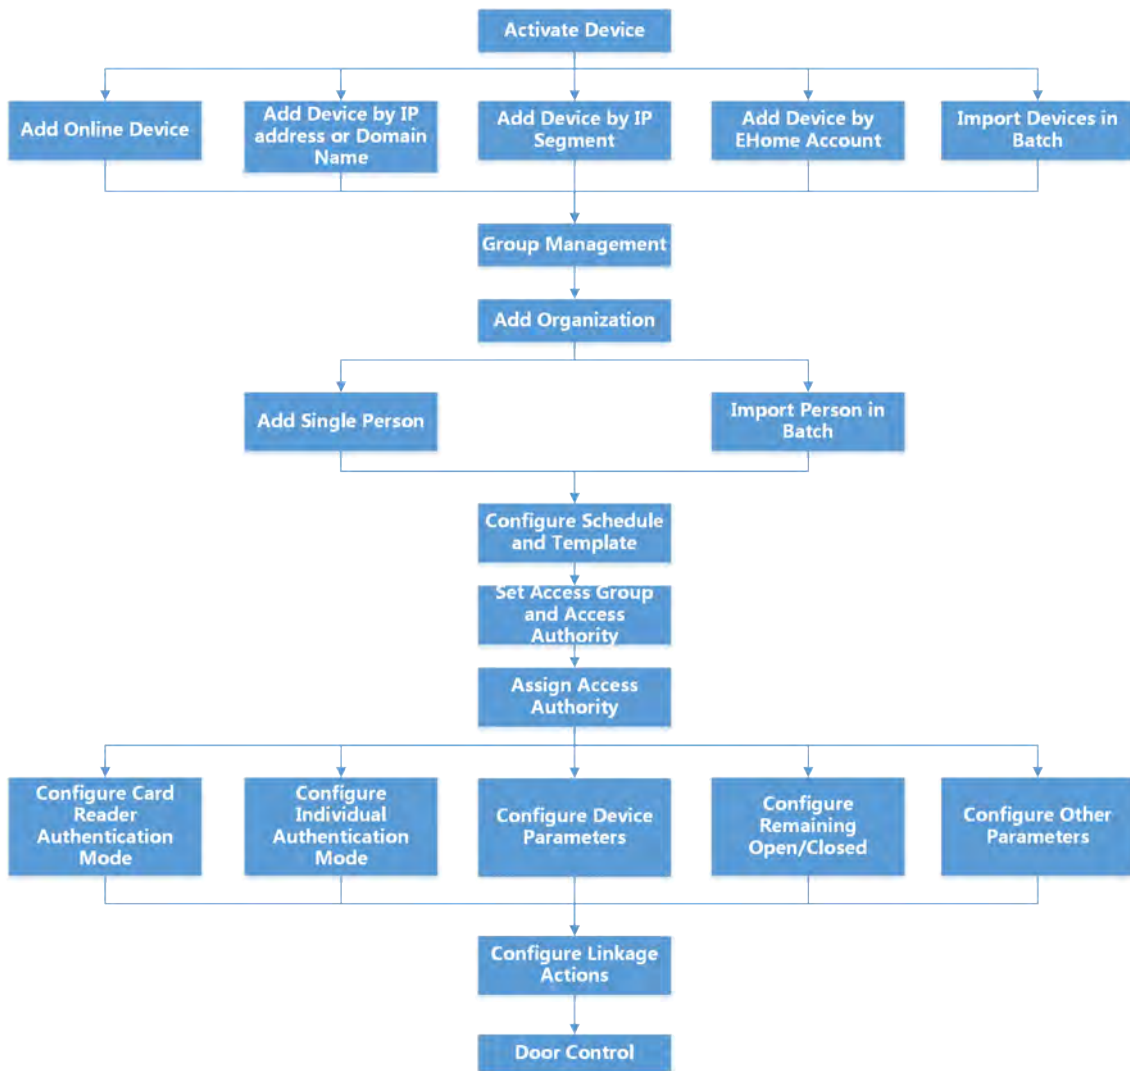 Activate Device
Add Online Device
Add Device by IP
address or Domain
Name
Add Device by IP
Segment
Add Device by
EHome Account
Import Devices in
Batch
Group Management
Add Organization
Add Single Person
Import Person in
Batch
Configure Schedule
and Template
Set Access Group
and Access
Authority
Assign Access
Authority
Configure Card
Reader
Authentication
Mode
Configure
Individual
Authentication
Mode
Configure Device
Parameters
Configure
Remaining
Open/Closed
Configure Other
Parameters
Configure Linkage
Actions
Door Control